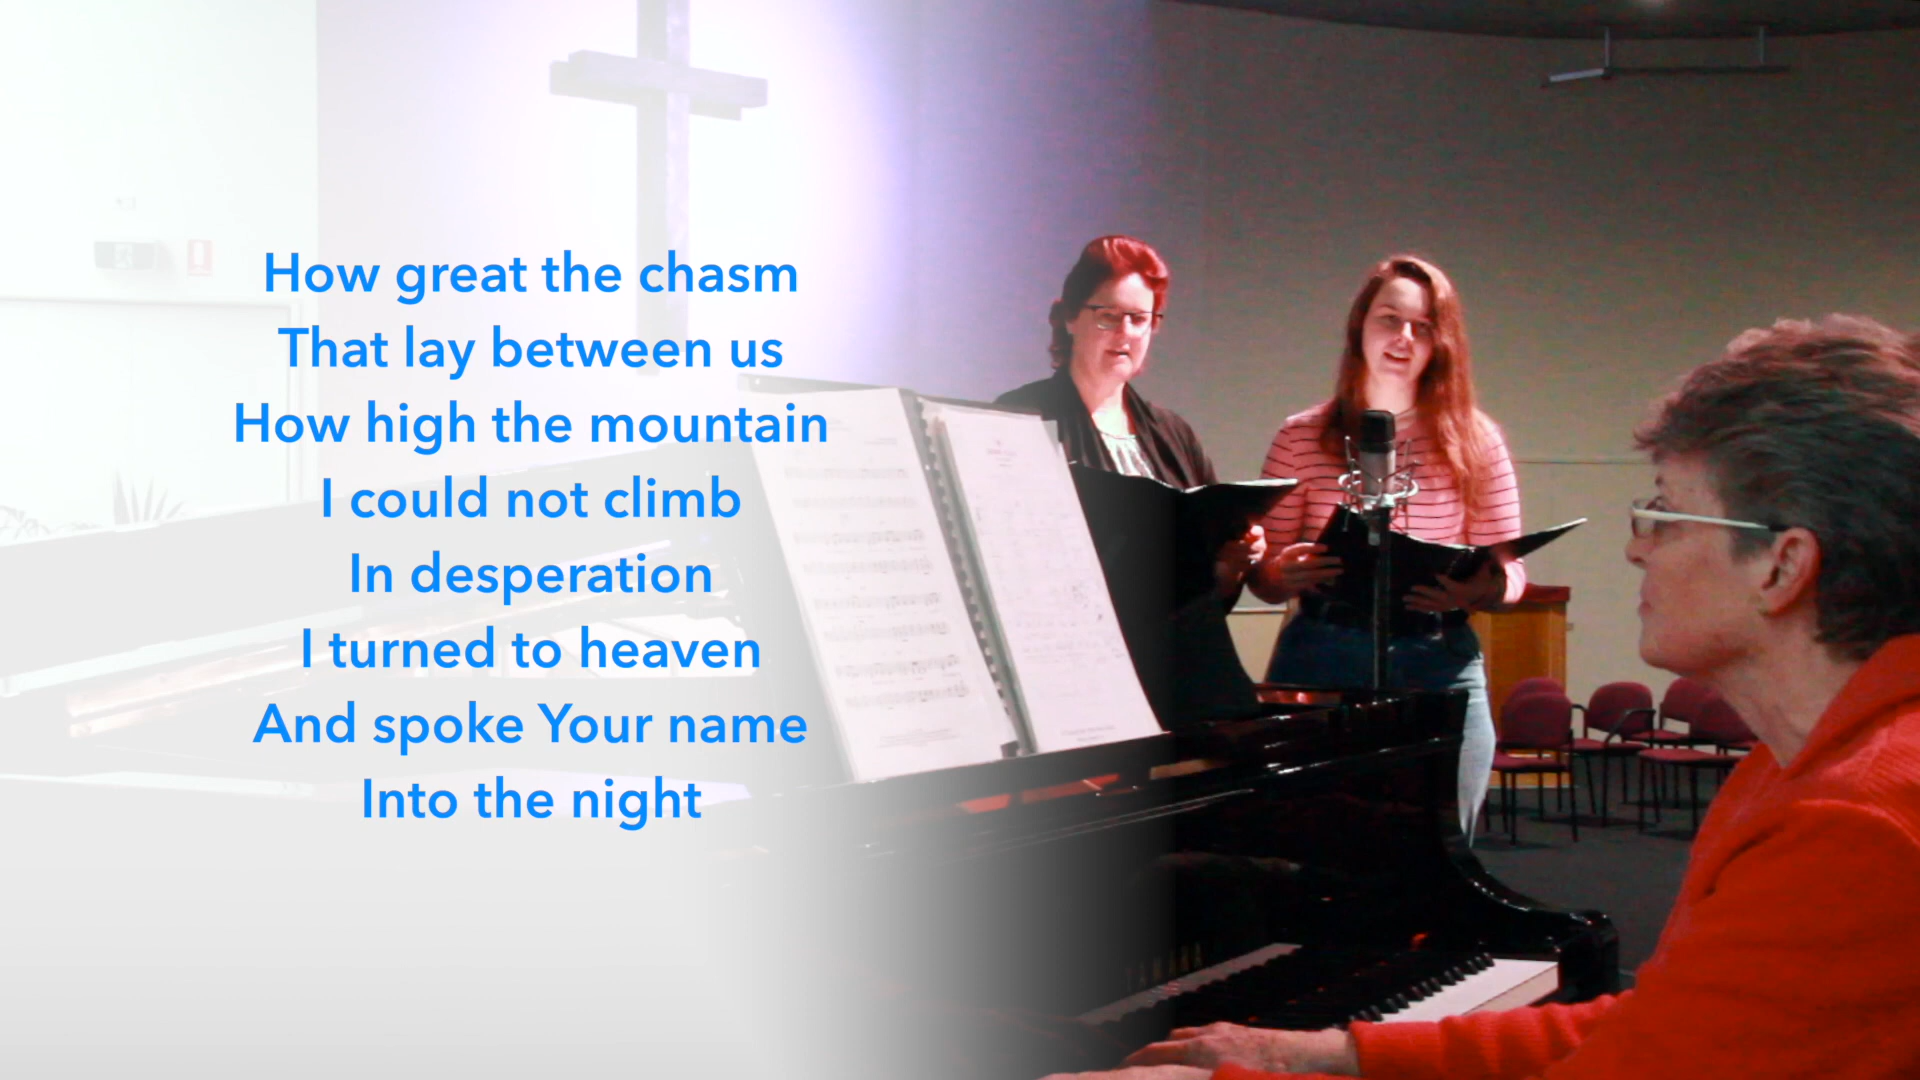 How great the chasm
That lay between us
How high the mountain
I could not climb
In desperation
I turned to heaven
And spoke Your name
Into the night
YAMAHA